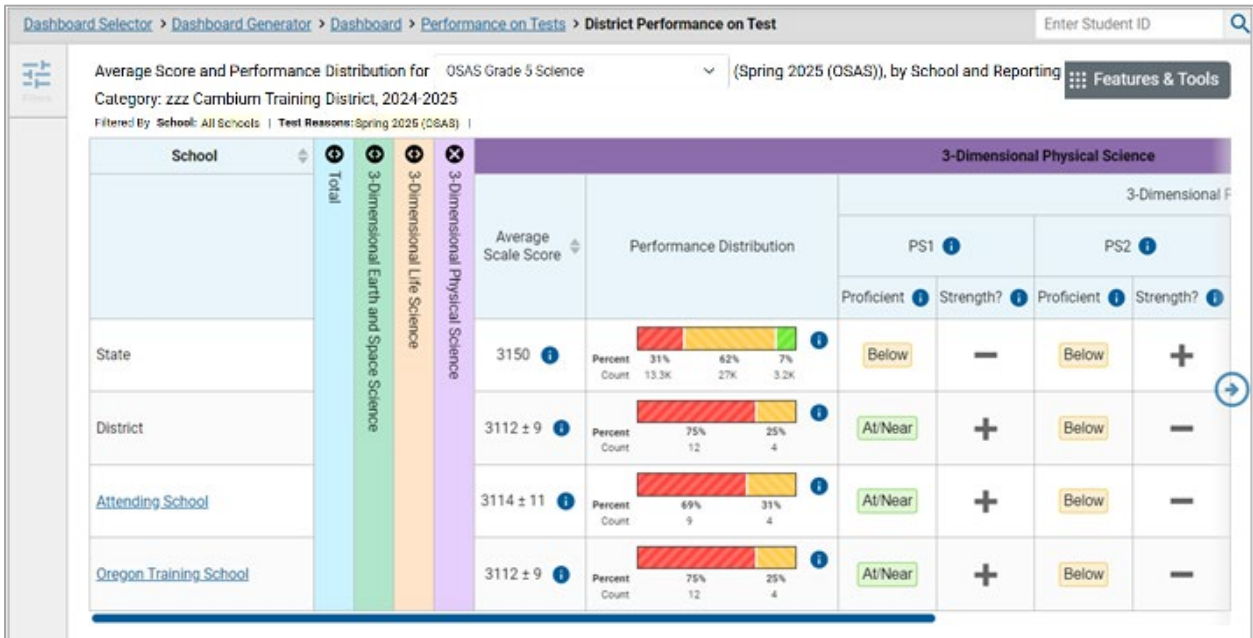 Dashboard Selector > Dashboard Generator > Dashboard > Performance on Tests > District Performance on Test
Enter Student ID
Average Score and Performance Distribution for OSAS Grade 5 Science (Spring 2025 (OSAS)), by School and Reporting
Features & Tools
Category: zzz Cambium Training District, 2024-2025
Filtered By School: All Schools | Test Reasons: Spring 2025 (OSAS) |
School
Total
3-Dimensional Earth and Space Science
3-Dimensional Life Science
3-Dimensional Physical Science
3-Dimensional Physical Science
3-Dimensional
Average
Scale Score
Performance Distribution
PS1
PS2
Proficient Strength? Proficient Strength?
State
3150
Percent 31% 62% 7%
Count 13.3K 27K 3.2K
Below − Below +
District
3112 ± 9
Percent 75% 25%
Count 12 4
At/Near + Below −
Attending School
3114 ± 11
Percent 69% 31%
Count 9 4
At/Near + Below −
Oregon Training School
3112 ± 9
Percent 75% 25%
Count 12 4
At/Near + Below −